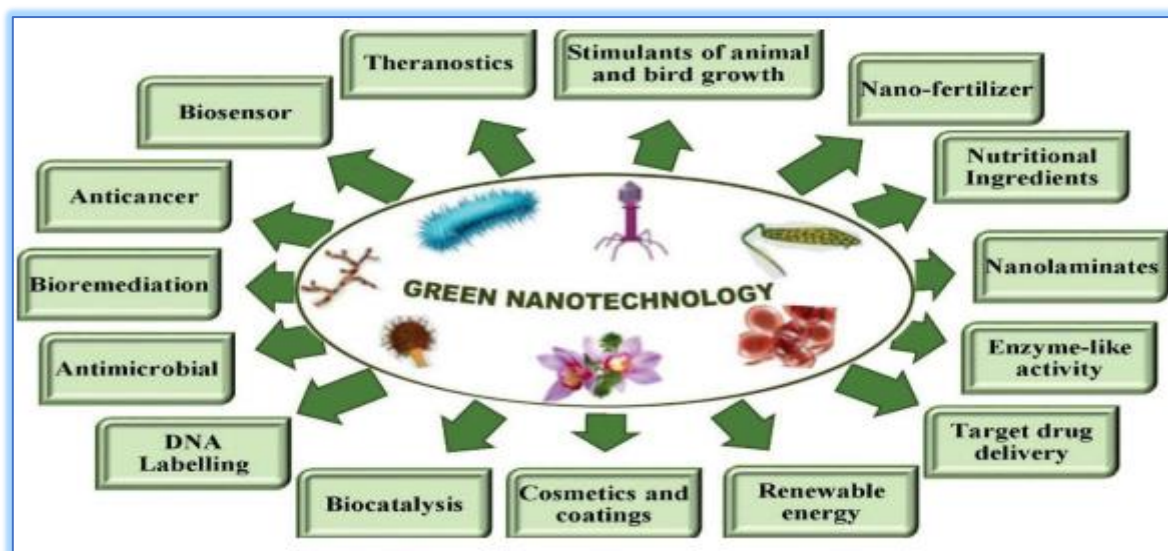 Theranostics
Stimulants of animal
and bird growth
Nano-fertilizer
Biosensor
Nutritional
Ingredients
Anticancer
Nanolaminates
Bioremediation
GREEN NANOTECHNOLOGY
Enzyme-like
activity
Antimicrobial
Target drug
delivery
DNA
Labelling
Biocatalysis
Cosmetics and
coatings
Renewable
energy